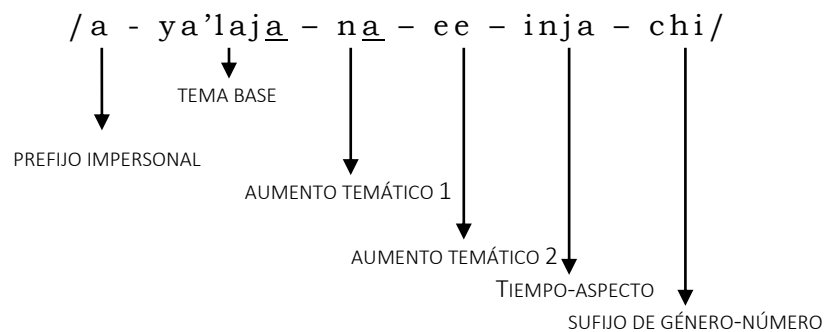 /a - ya’laja – na – ee – inja – chi/
TEMA BASE
PREFIJO IMPERSONAL
AUMENTO TEMÁTICO 1
AUMENTO TEMÁTICO 2
TIEMPO-ASPECTO
SUFIJO DE GÉNERO-NÚMERO